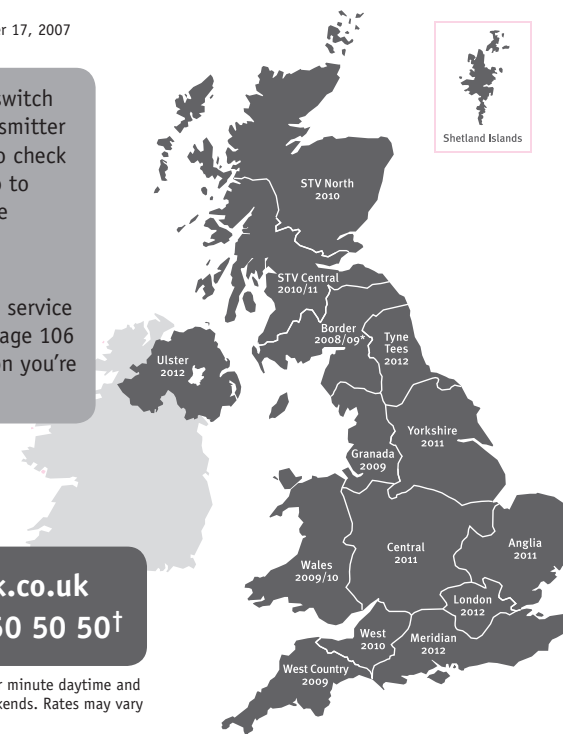 er 17, 2007
switch
smitter
o check
to
e
service
age 106
on you're
k.co.uk
50 50 50†
r minute daytime and
kends. Rates may vary
Shetland Islands
STV North
2010
STV Central
2010/11
Border
2008/09*
Tyne
Tees
2012
Ulster
2012
Yorkshire
2011
Granada
2009
Wales
2009/10
Central
2011
Anglia
2011
London
2012
West
2010
Meridian
2012
West Country
2009